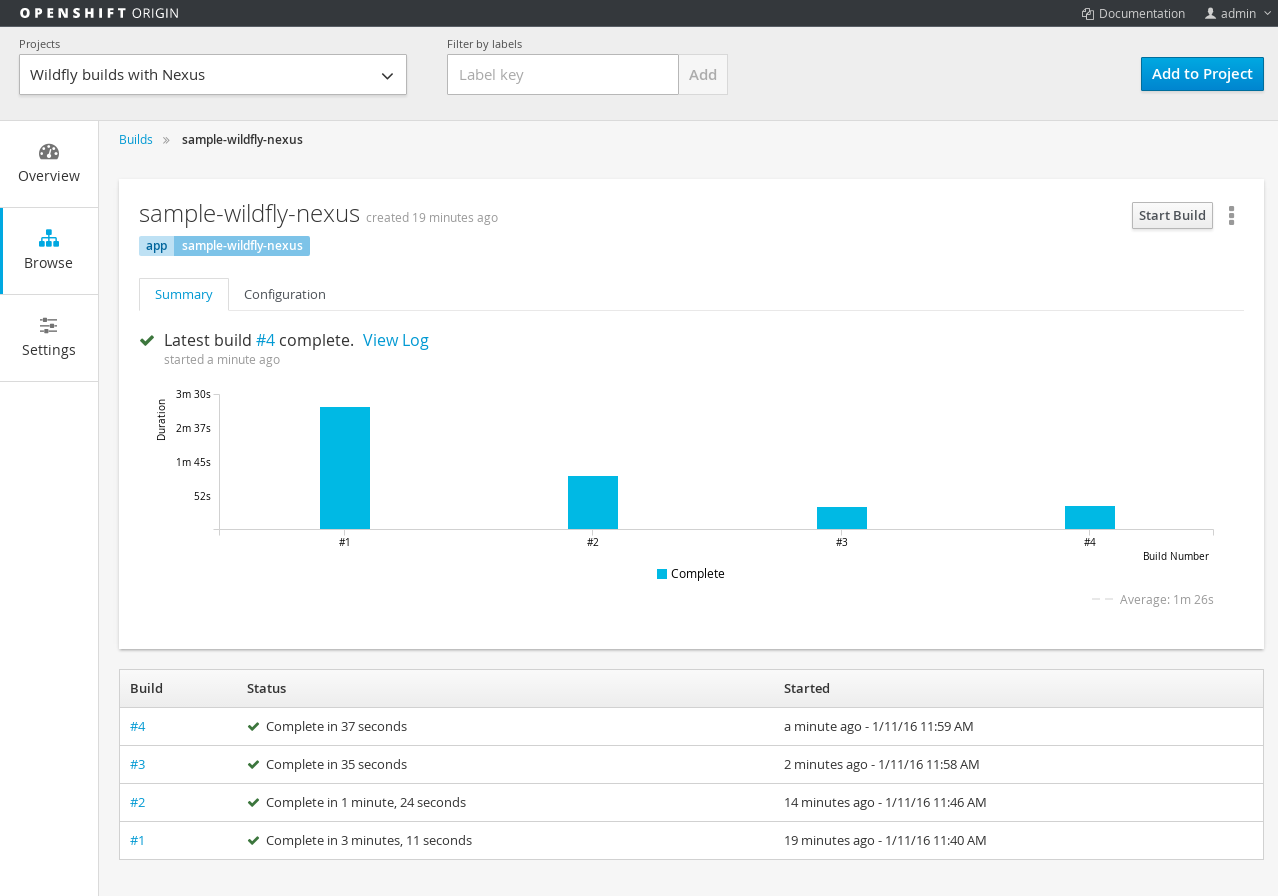 OPENSHIFT ORIGIN
Documentation
admin
Projects
Filter by labels
Wildfly builds with Nexus
Label key
Add
Add to Project
Builds » sample-wildfly-nexus
Overview
Browse
Settings
sample-wildfly-nexus created 19 minutes ago
Start Build
app sample-wildfly-nexus
Summary
Configuration
Latest build #4 complete. View Log
started a minute ago
Duration
3m 30s
2m 37s
1m 45s
52s
#1
#2
#3
#4
Build Number
Complete
Average: 1m 26s
Build Status Started
#4 Complete in 37 seconds a minute ago - 1/11/16 11:59 AM
#3 Complete in 35 seconds 2 minutes ago - 1/11/16 11:58 AM
#2 Complete in 1 minute, 24 seconds 14 minutes ago - 1/11/16 11:46 AM
#1 Complete in 3 minutes, 11 seconds 19 minutes ago - 1/11/16 11:40 AM